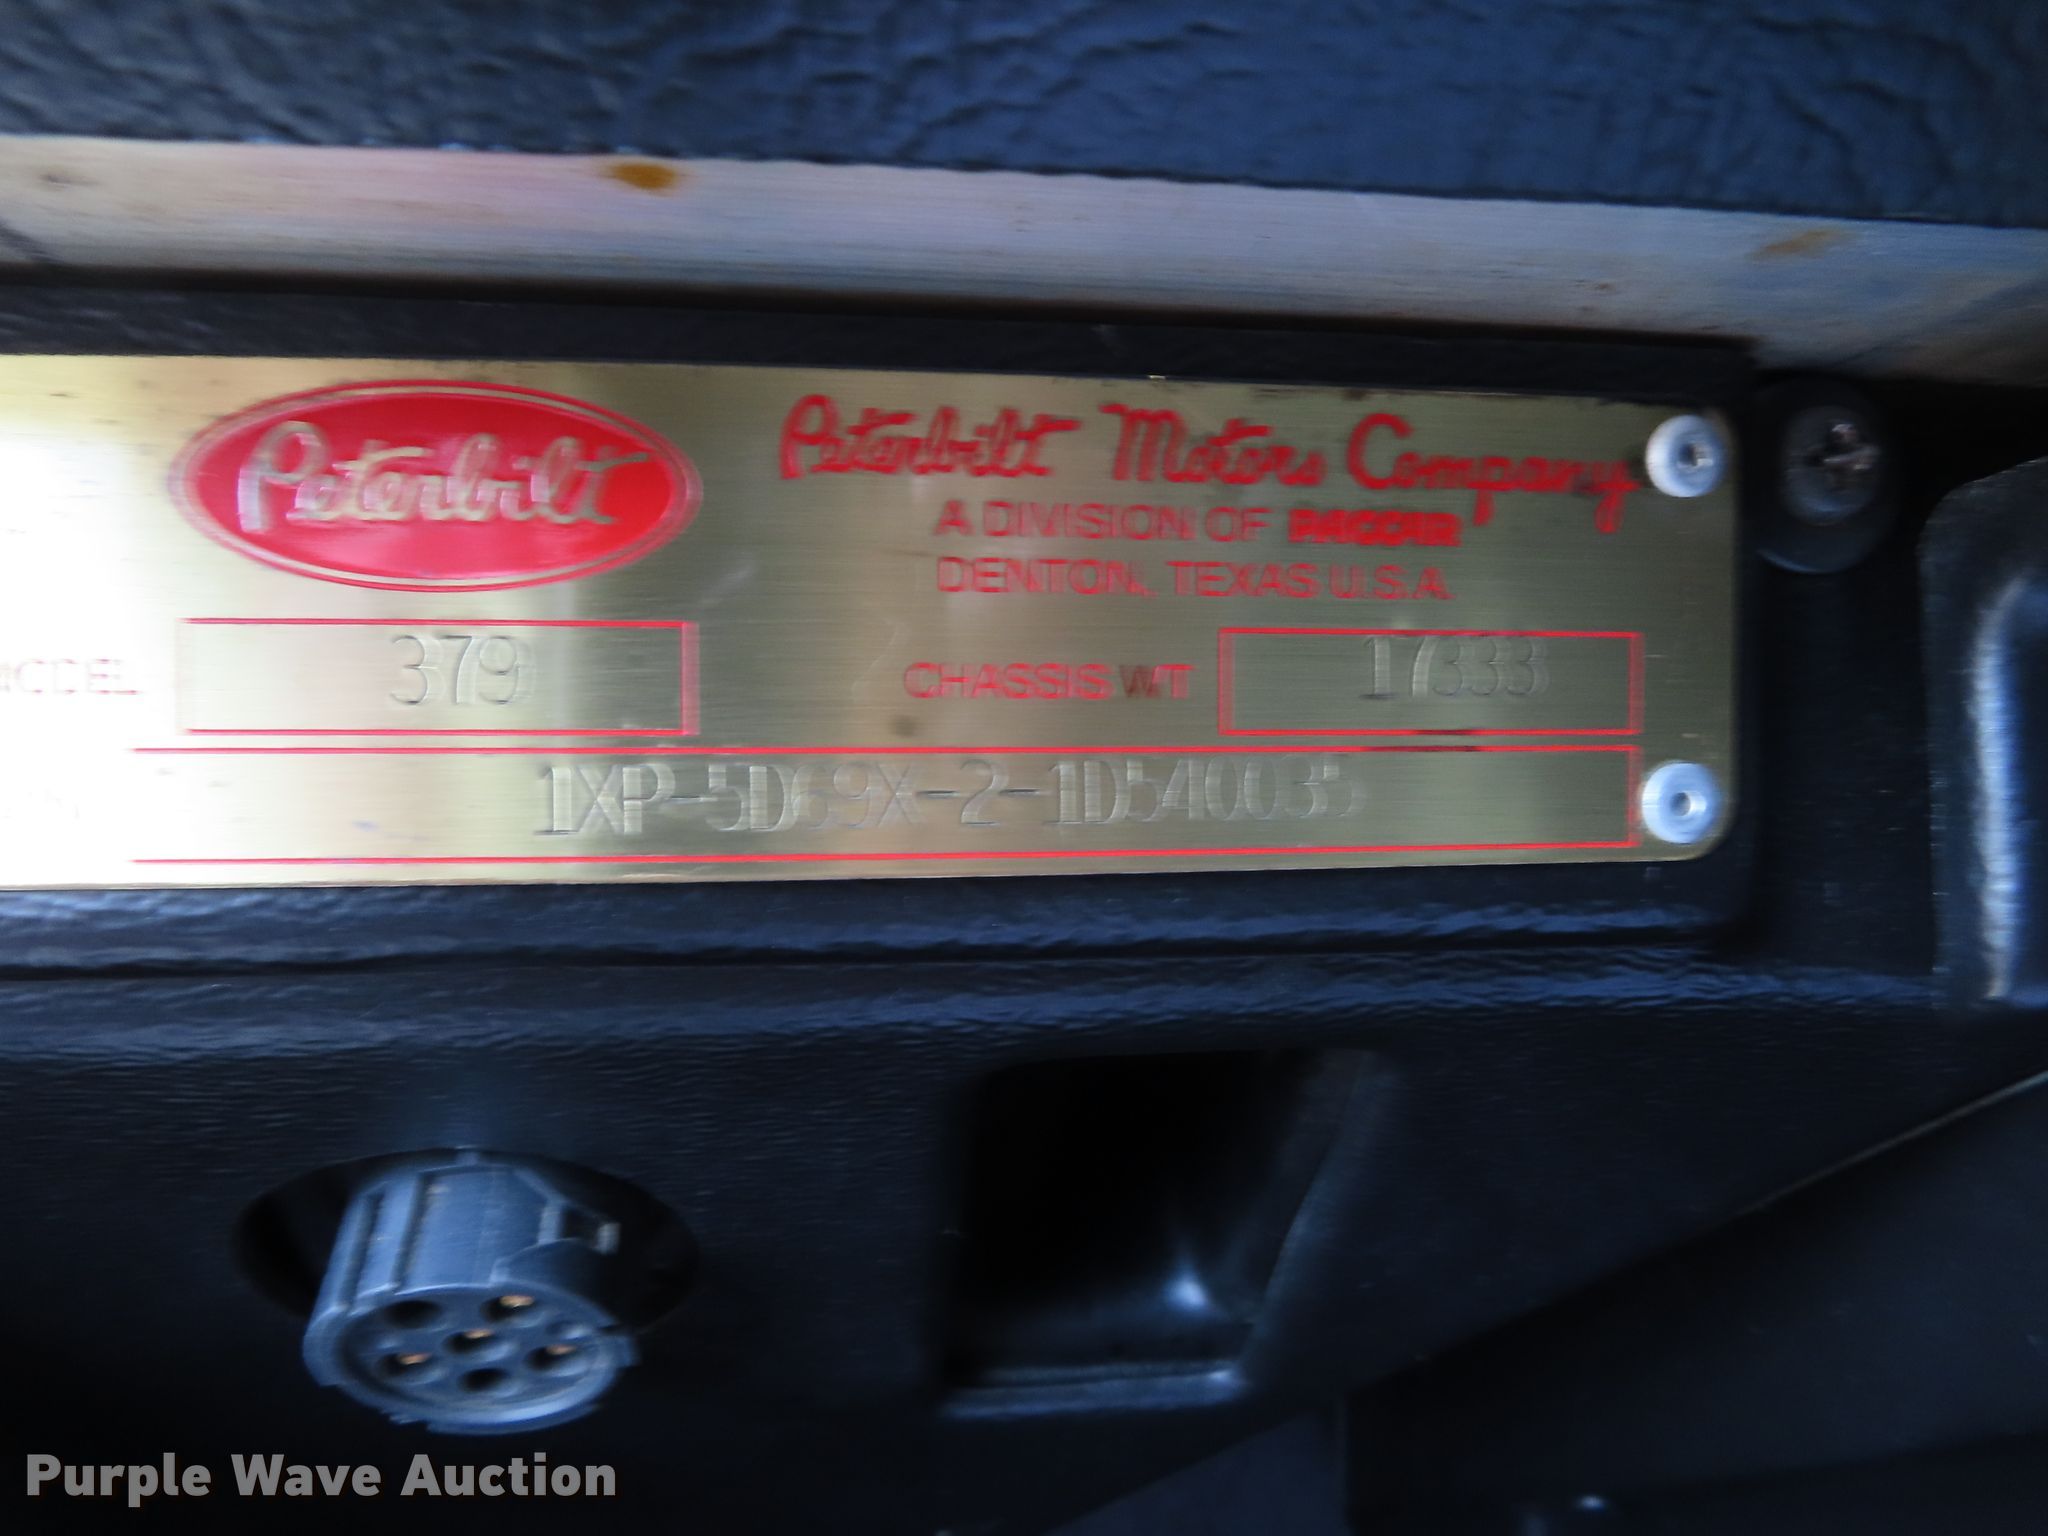 Peterbilt
Peterbilt Motors Company
A DIVISION OF PACCAR
DENTON, TEXAS U.S.A.
MODEL 379 CHASSIS WT 17333
1XP-5D69X-2-1D540035
Purple Wave Auction